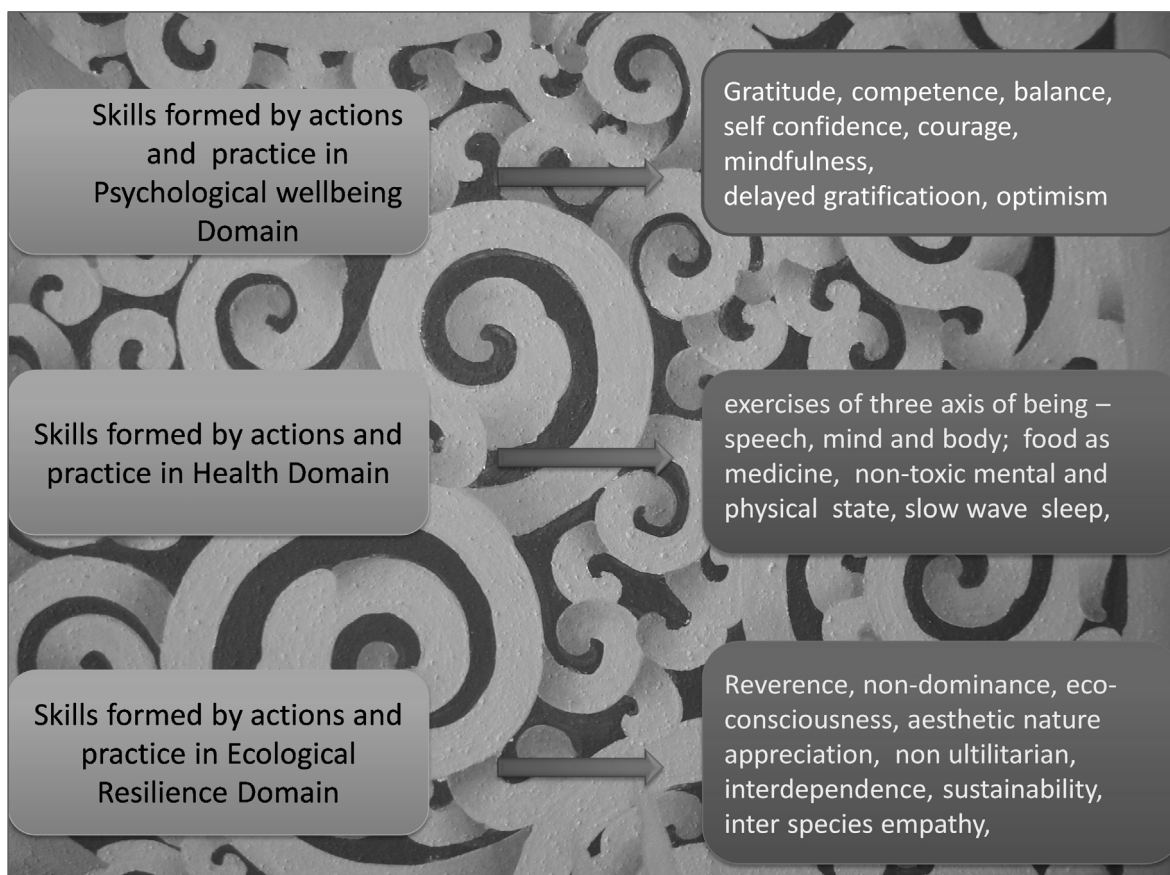 Skills formed by actions
and practice in
Psychological wellbeing
Domain
Gratitude, competence, balance,
self confidence, courage,
mindfulness,
delayed gratificatioon, optimism
Skills formed by actions and
practice in Health Domain
exercises of three axis of being –
speech, mind and body; food as
medicine, non-toxic mental and
physical state, slow wave sleep,
Skills formed by actions and
practice in Ecological
Resilience Domain
Reverence, non-dominance, eco-
consciousness, aesthetic nature
appreciation, non ultilitarian,
interdependence, sustainability,
inter species empathy,